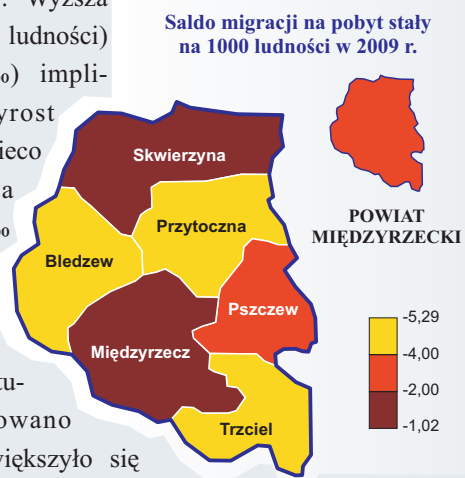 Wyższa
ludności)
impli-
yrost
ieco
a
‰
tu-
owano
większyło się
Saldo migracji na pobyt stały
na 1000 ludności w 2009 r.
POWIAT
MIĘDZYRZECKI
Skwierzyna
Przytoczna
Bledzew
Pszczew
Międzyrzecz
Trzciel
-5,29
-4,00
-2,00
-1,02